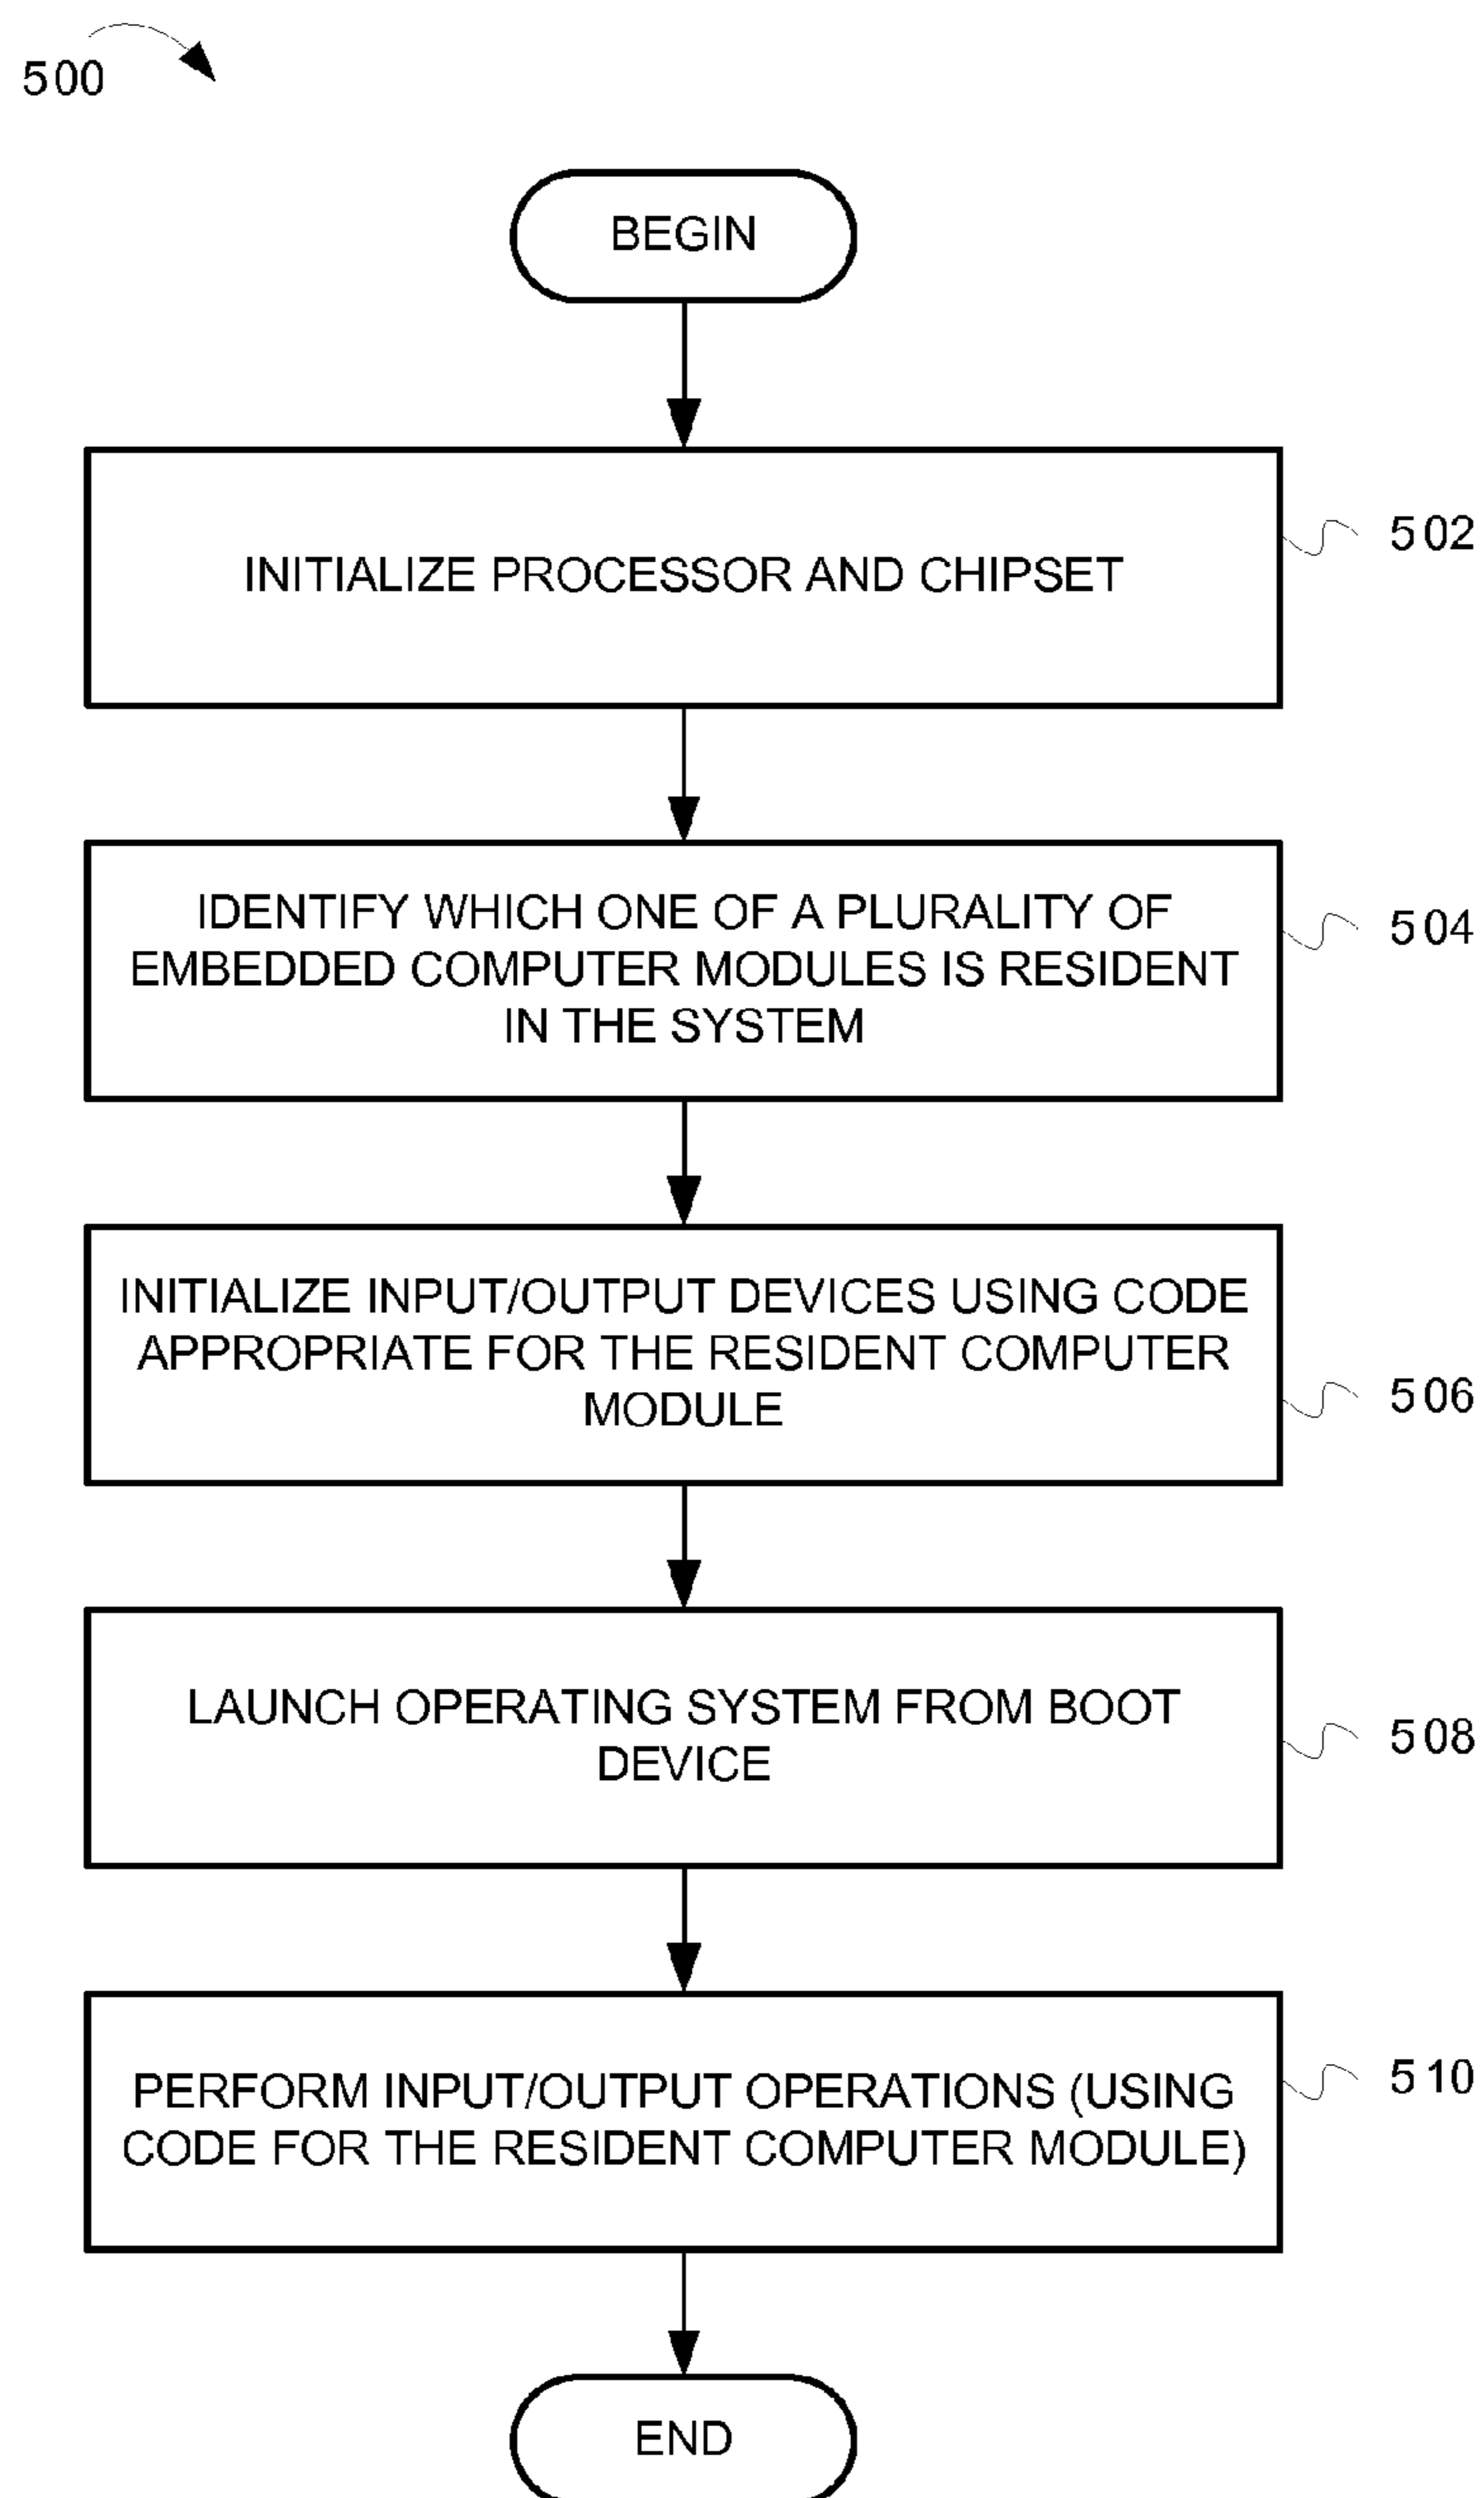 500
BEGIN
INITIALIZE PROCESSOR AND CHIPSET
502
IDENTIFY WHICH ONE OF A PLURALITY OF
EMBEDDED COMPUTER MODULES IS RESIDENT
IN THE SYSTEM
504
INITIALIZE INPUT/OUTPUT DEVICES USING CODE
APPROPRIATE FOR THE RESIDENT COMPUTER
MODULE
506
LAUNCH OPERATING SYSTEM FROM BOOT
DEVICE
508
PERFORM INPUT/OUTPUT OPERATIONS (USING
CODE FOR THE RESIDENT COMPUTER MODULE)
510
END